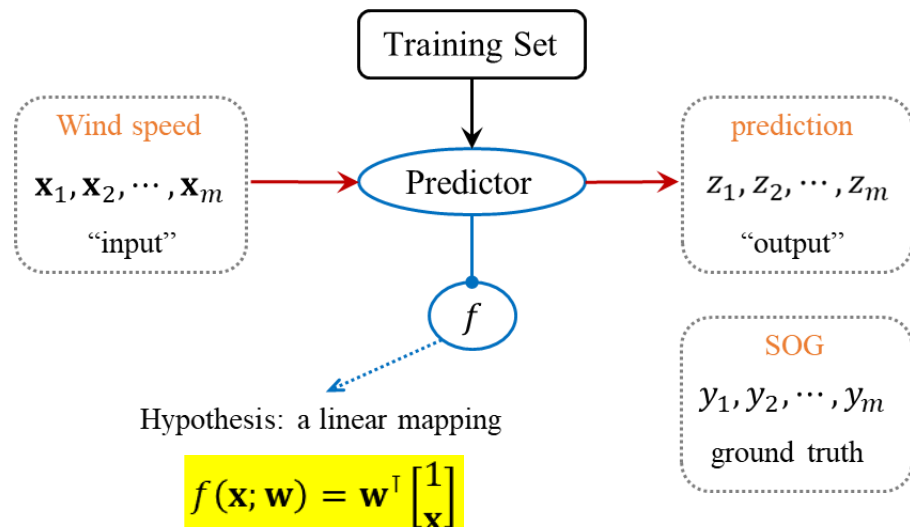 Training Set
Wind speed
𝐱₁, 𝐱₂, ⋯ , 𝐱ₘ
“input”
Predictor
prediction
z₁, z₂, ⋯ , zₘ
“output”
f
SOG
y₁, y₂, ⋯ , yₘ
ground truth
Hypothesis: a linear mapping
f(𝐱; 𝐰) = 𝐰ᵀ [1 𝐱]